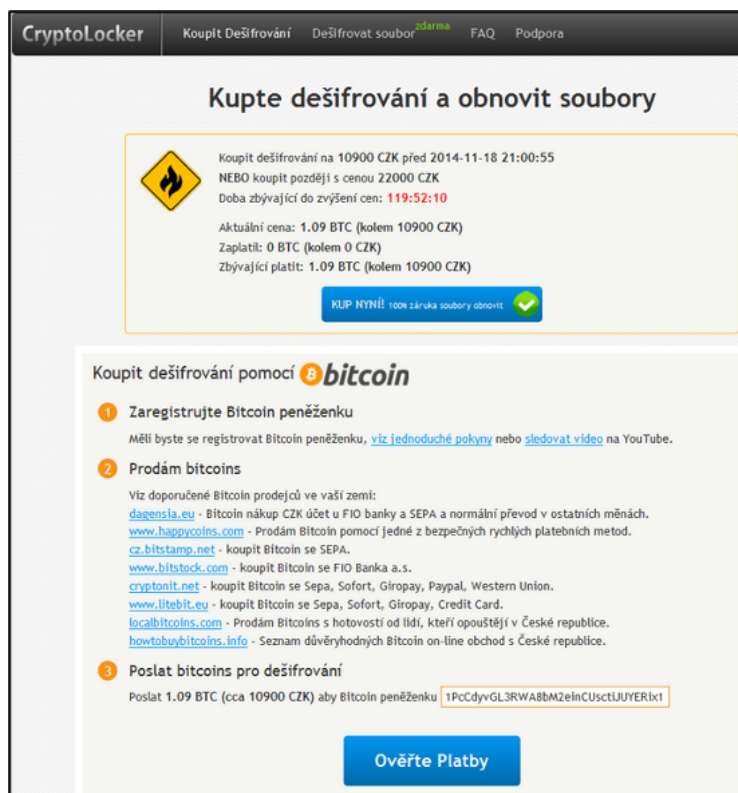 CryptoLocker Koupit Dešifrování Dešifrovat soubor zdarma FAQ Podpora
Kupte dešifrování a obnovit soubory
Koupit dešifrování na 10900 CZK před 2014-11-18 21:00:55
NEBO koupit později s cenou 22000 CZK
Doba zbývající do zvýšení cen: 119:52:10
Aktuální cena: 1.09 BTC (kolem 10900 CZK)
Zaplatil: 0 BTC (kolem 0 CZK)
Zbývající platit: 1.09 BTC (kolem 10900 CZK)
KUP NYNÍ! 100% záruka soubory obnovit
Koupit dešifrování pomocí bitcoin
1 Zaregistrujte Bitcoin peněženku
Měli byste se registrovat Bitcoin peněženku, viz jednoduché pokyny nebo sledovat video na YouTube.
2 Prodám bitcoins
Viz doporučené Bitcoin prodejců ve vaší zemi:
dagensia.eu - Bitcoin nákup CZK účet u FIO banky a SEPA a normální převod v ostatních měnách.
www.happycoins.com - Prodám Bitcoin pomocí jedné z bezpečných rychlých platebních metod.
cz.bitstamp.net - koupit Bitcoin se SEPA.
www.bitstock.com - koupit Bitcoin se FIO Banka a.s.
cryptonit.net - koupit Bitcoin se Sepa, Sofort, Giropay, Paypal, Western Union.
www.litebit.eu - koupit Bitcoin se Sepa, Sofort, Giropay, Credit Card.
localbitcoins.com - Prodám Bitcoins s hotovostí od lidí, kteří opouštějí v České republice.
howtobuybitcoins.info - Seznam důvěryhodných Bitcoin on-line obchod s České republice.
3 Poslat bitcoins pro dešifrování
Poslat 1.09 BTC (cca 10900 CZK) aby Bitcoin peněženku 1PcCdyvGL3RWA8bM2einCUsctiJUYERix1
Ověřte Platby